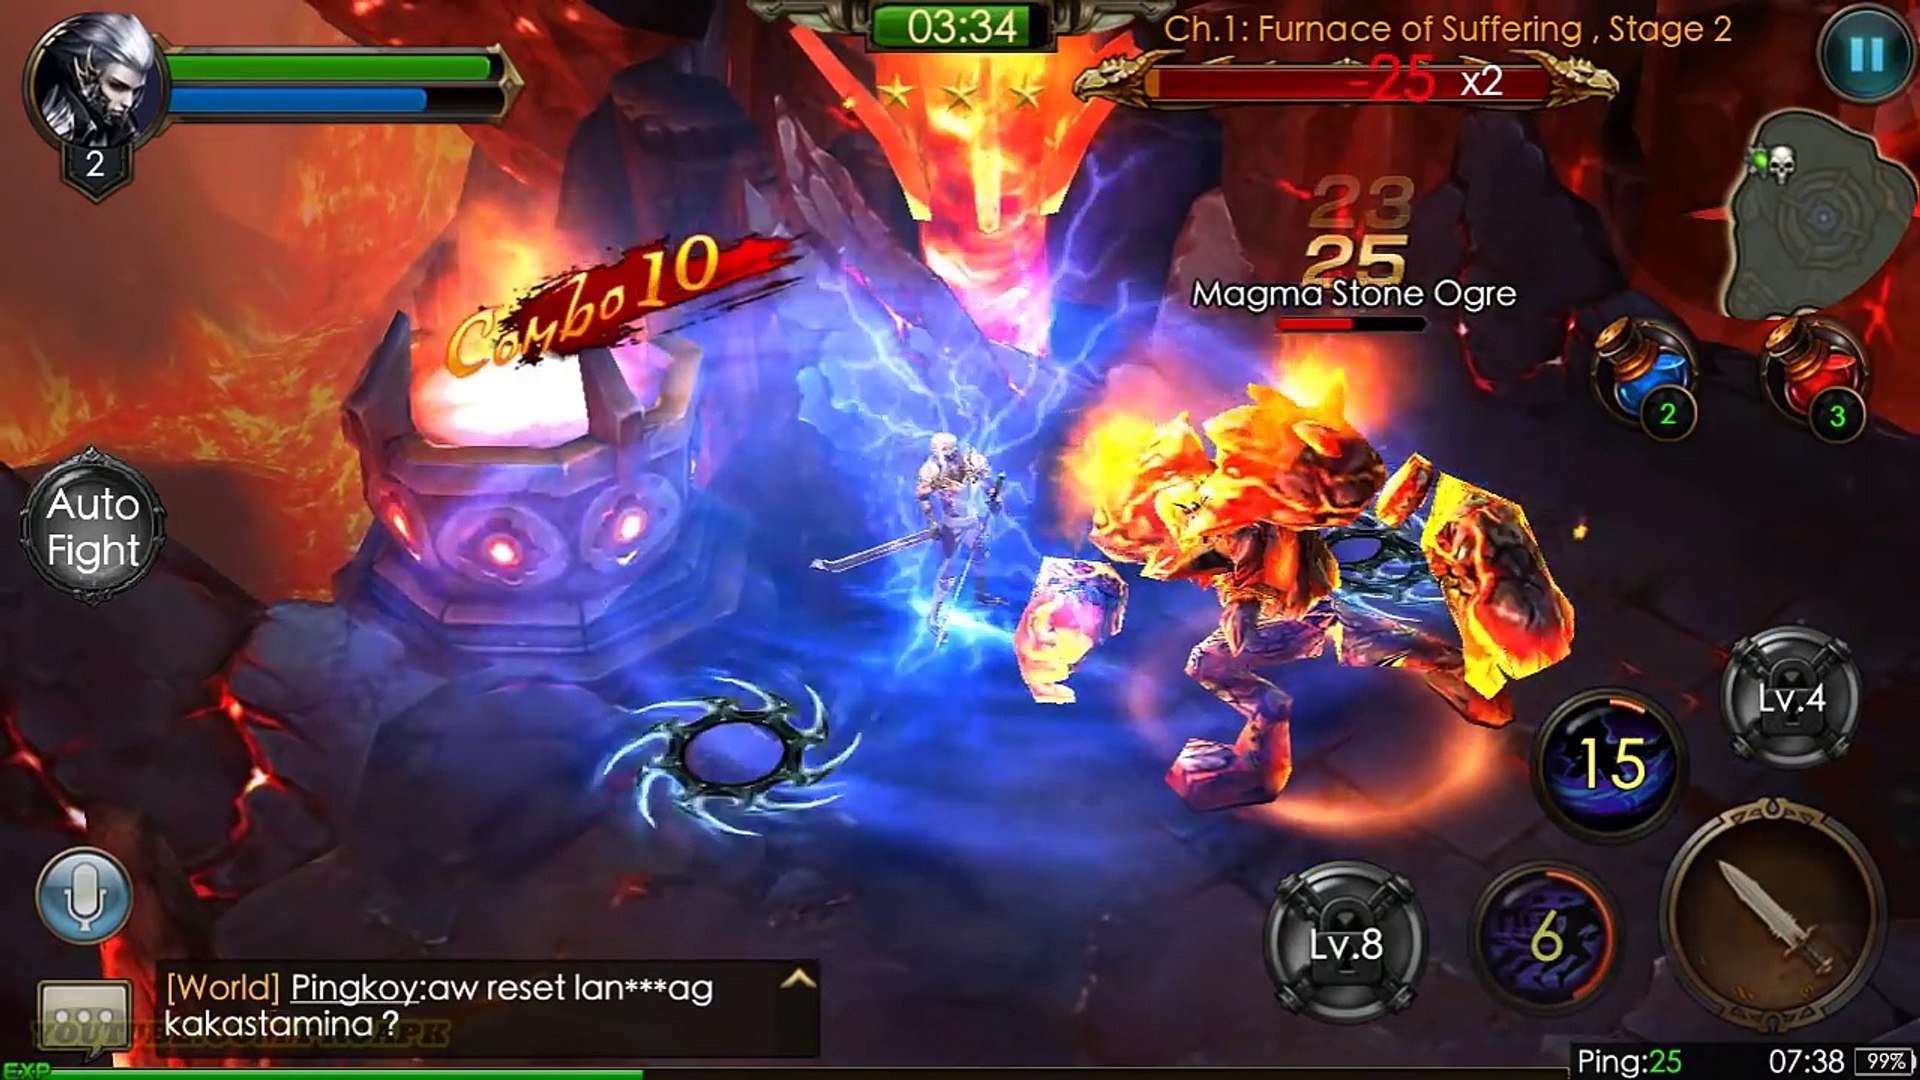 03:34
Ch.1: Furnace of Suffering , Stage 2
-25 x2
2
23
25
Combo 10
Magma Stone Ogre
2
3
Auto
Fight
Lv.4
15
Lv.8
6
[World] Pingkoy:aw reset lan***ag
kakastamina ?
EXP
Ping:25
07:38
99%